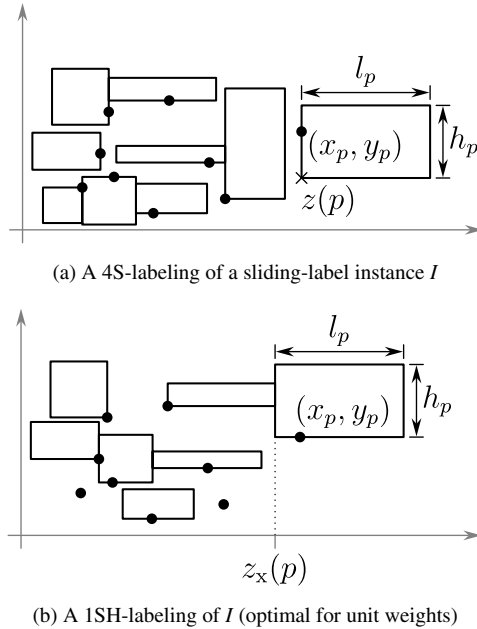 l_p
(x_p, y_p)
h_p
z(p)
(a) A 4S-labeling of a sliding-label instance I
l_p
(x_p, y_p)
h_p
z_x(p)
(b) A 1SH-labeling of I (optimal for unit weights)